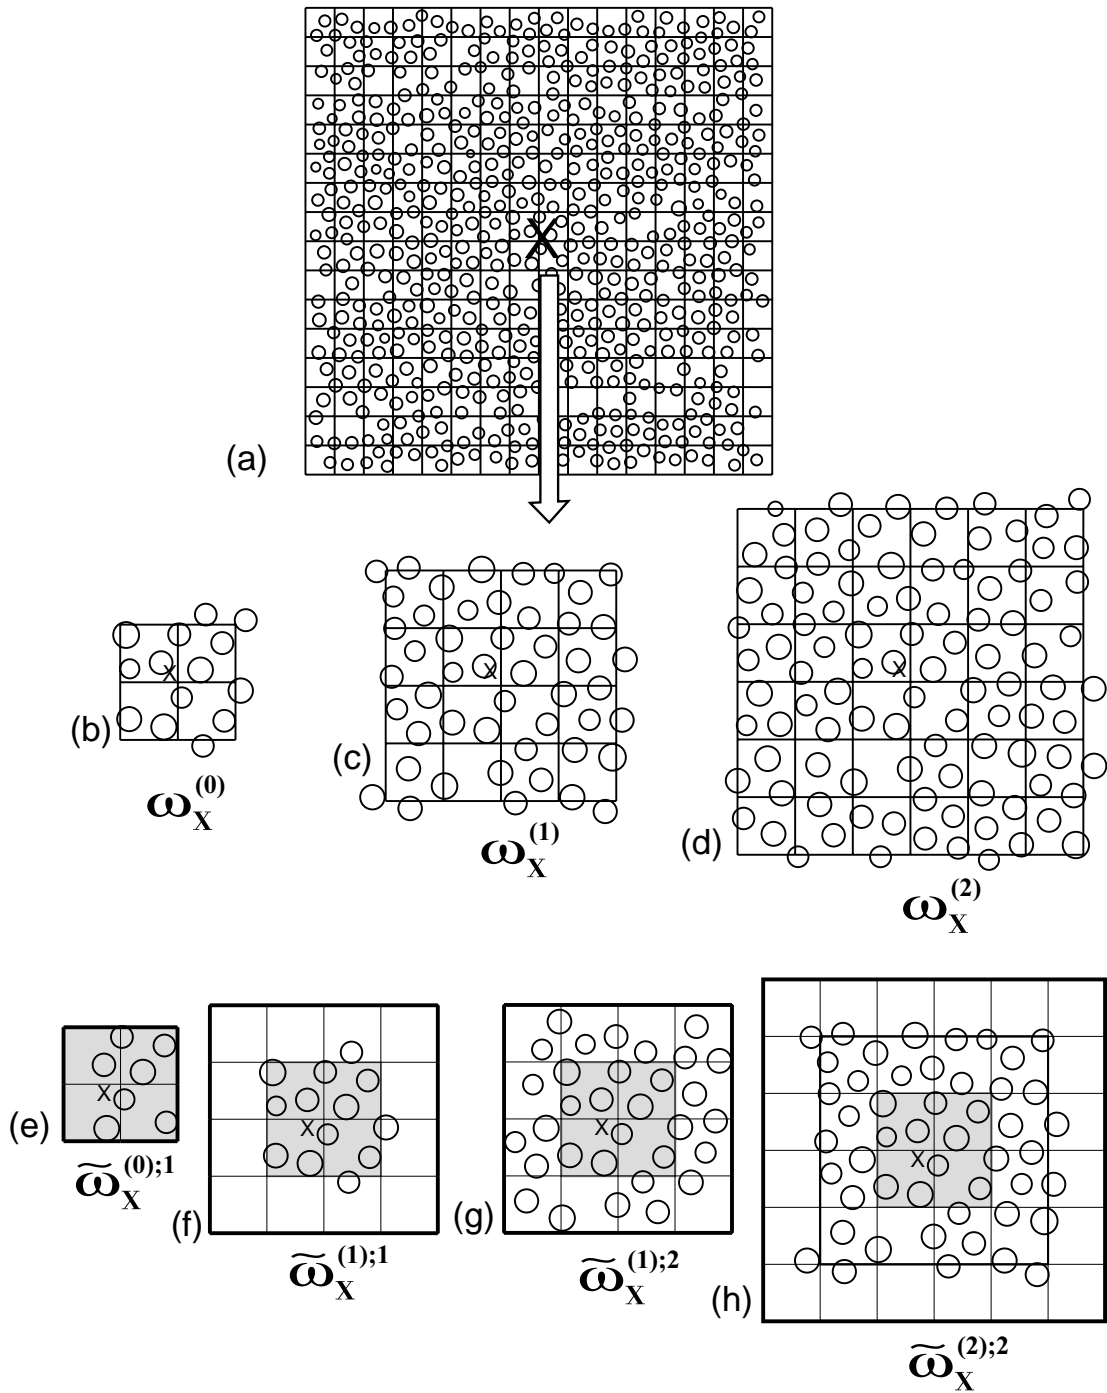 X
(a)
X
(b)
ω_X^(0)
X
(c)
ω_X^(1)
X
(d)
ω_X^(2)
X
(e)
ω̃_X^(0);1
X
(f)
ω̃_X^(1);1
X
(g)
ω̃_X^(1);2
X
(h)
ω̃_X^(2);2